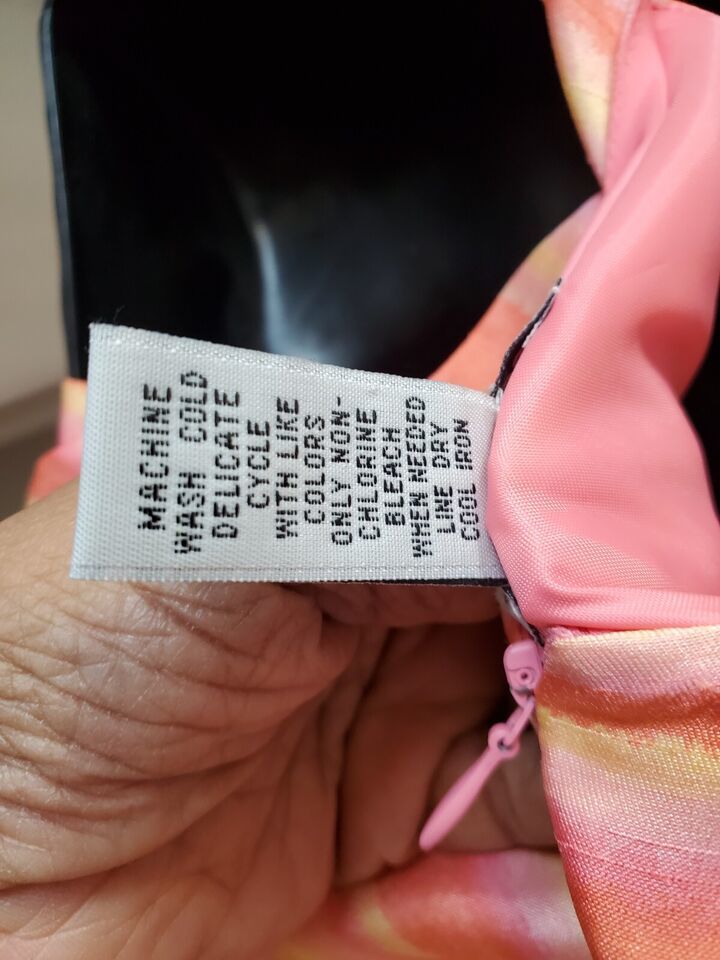 MACHINE
WASH COLD
DELICATE
CYCLE
WITH LIKE
COLORS
ONLY NON-
CHLORINE
BLEACH
WHEN NEEDED
LINE DRY
COOL IRON